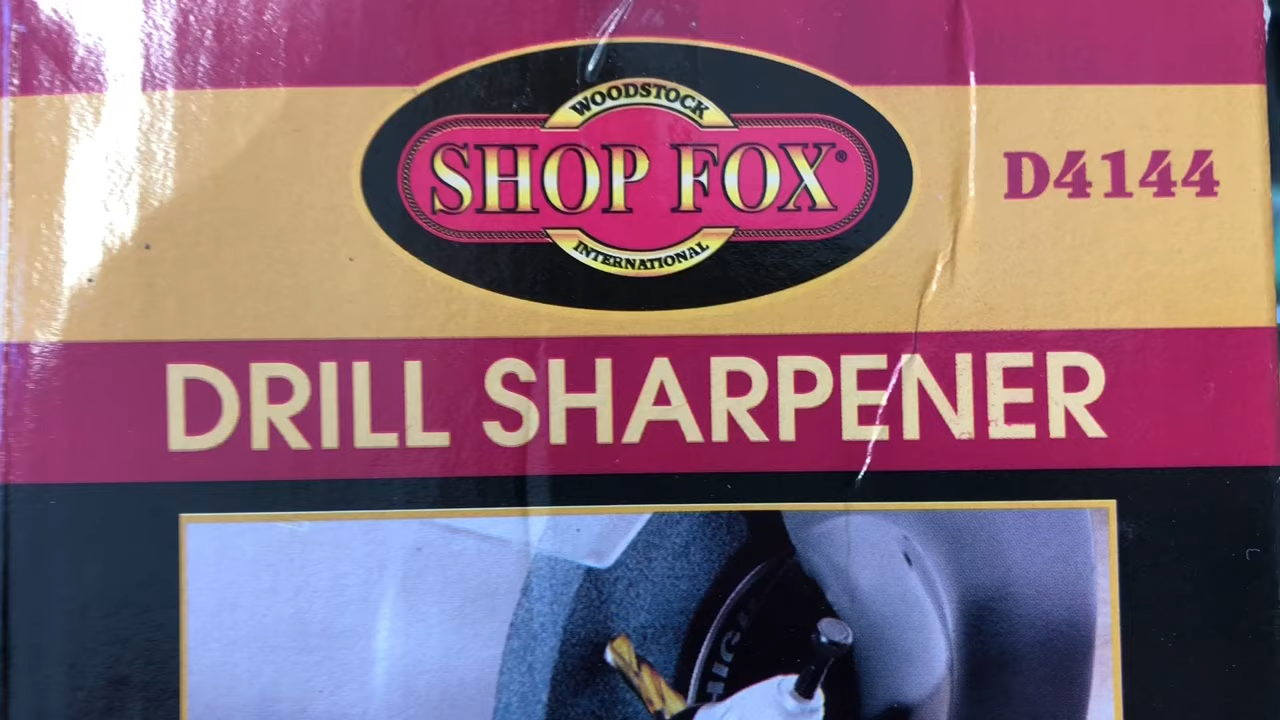 WOODSTOCK
SHOP FOX®
INTERNATIONAL
D4144
DRILL SHARPENER